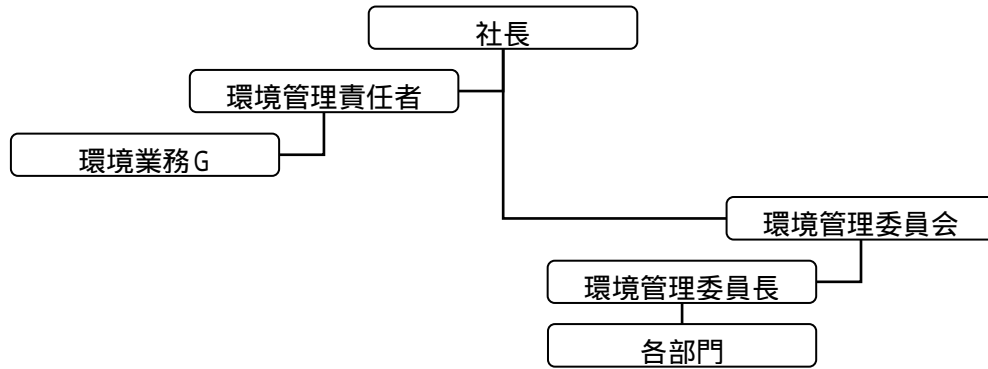 社長
環境管理責任者
環境業務G
環境管理委員会
環境管理委員長
各部門